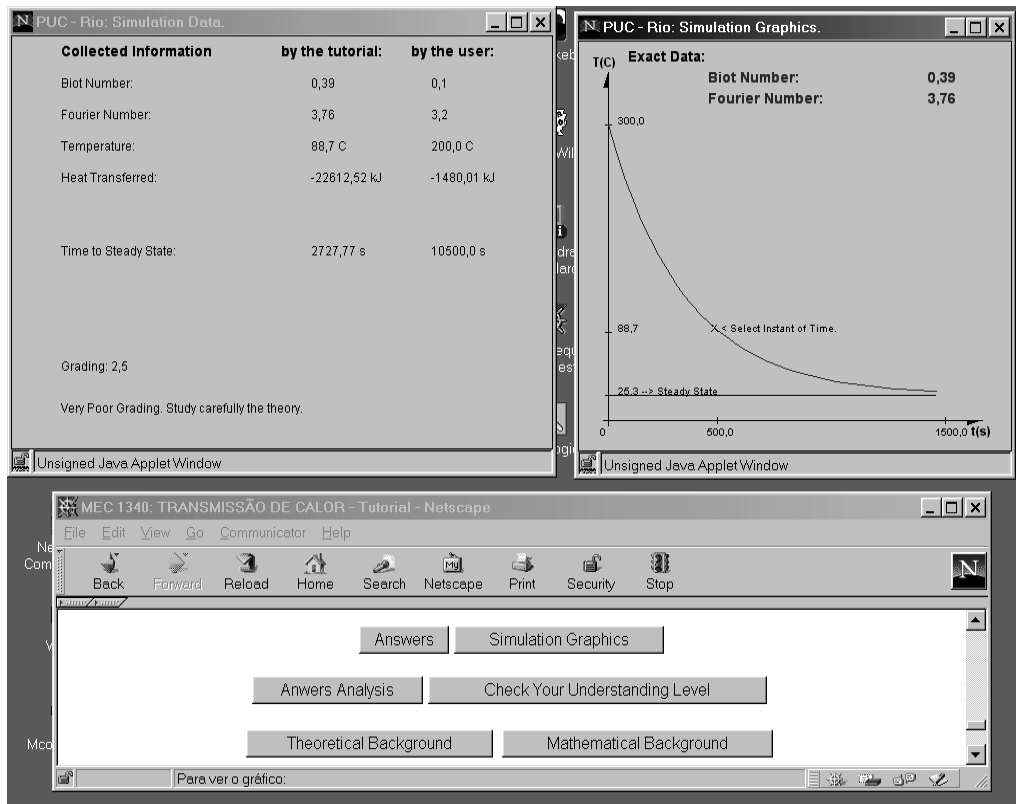 PUC - Rio: Simulation Data.
Collected Information by the tutorial: by the user:
Biot Number: 0,39 0,1
Fourier Number: 3,76 3,2
Temperature: 88,7 C 200,0 C
Heat Transferred: -22612,52 kJ -1480,01 kJ
Time to Steady State: 2727,77 s 10500,0 s
Grading: 2,5
Very Poor Grading. Study carefully the theory.
Unsigned Java Applet Window
PUC - Rio: Simulation Graphics.
T(C) Exact Data:
Biot Number: 0,39
Fourier Number: 3,76
300,0
88,7 X < Select Instant of Time.
25,3 --> Steady State
0 500,0 1500,0 t(s)
Unsigned Java Applet Window
MEC 1340: TRANSMISSÃO DE CALOR - Tutorial - Netscape
File Edit View Go Communicator Help
Back Forward Reload Home Search Netscape Print Security Stop
Answers Simulation Graphics
Anwers Analysis Check Your Understanding Level
Theoretical Background Mathematical Background
Para ver o gráfico: